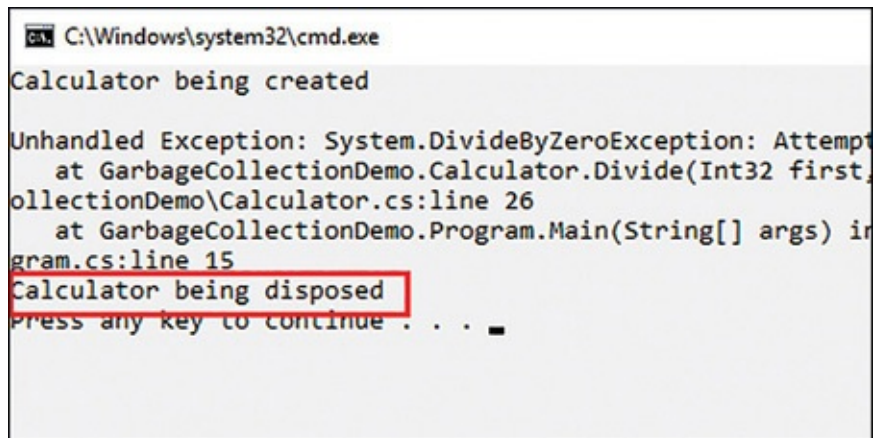 C:\Windows\system32\cmd.exe
Calculator being created
Unhandled Exception: System.DivideByZeroException: Attempt
at GarbageCollectionDemo.Calculator.Divide(Int32 first,
ollectionDemo\Calculator.cs:line 26
at GarbageCollectionDemo.Program.Main(String[] args) in
gram.cs:line 15
Calculator being disposed
Press any key to continue . . .